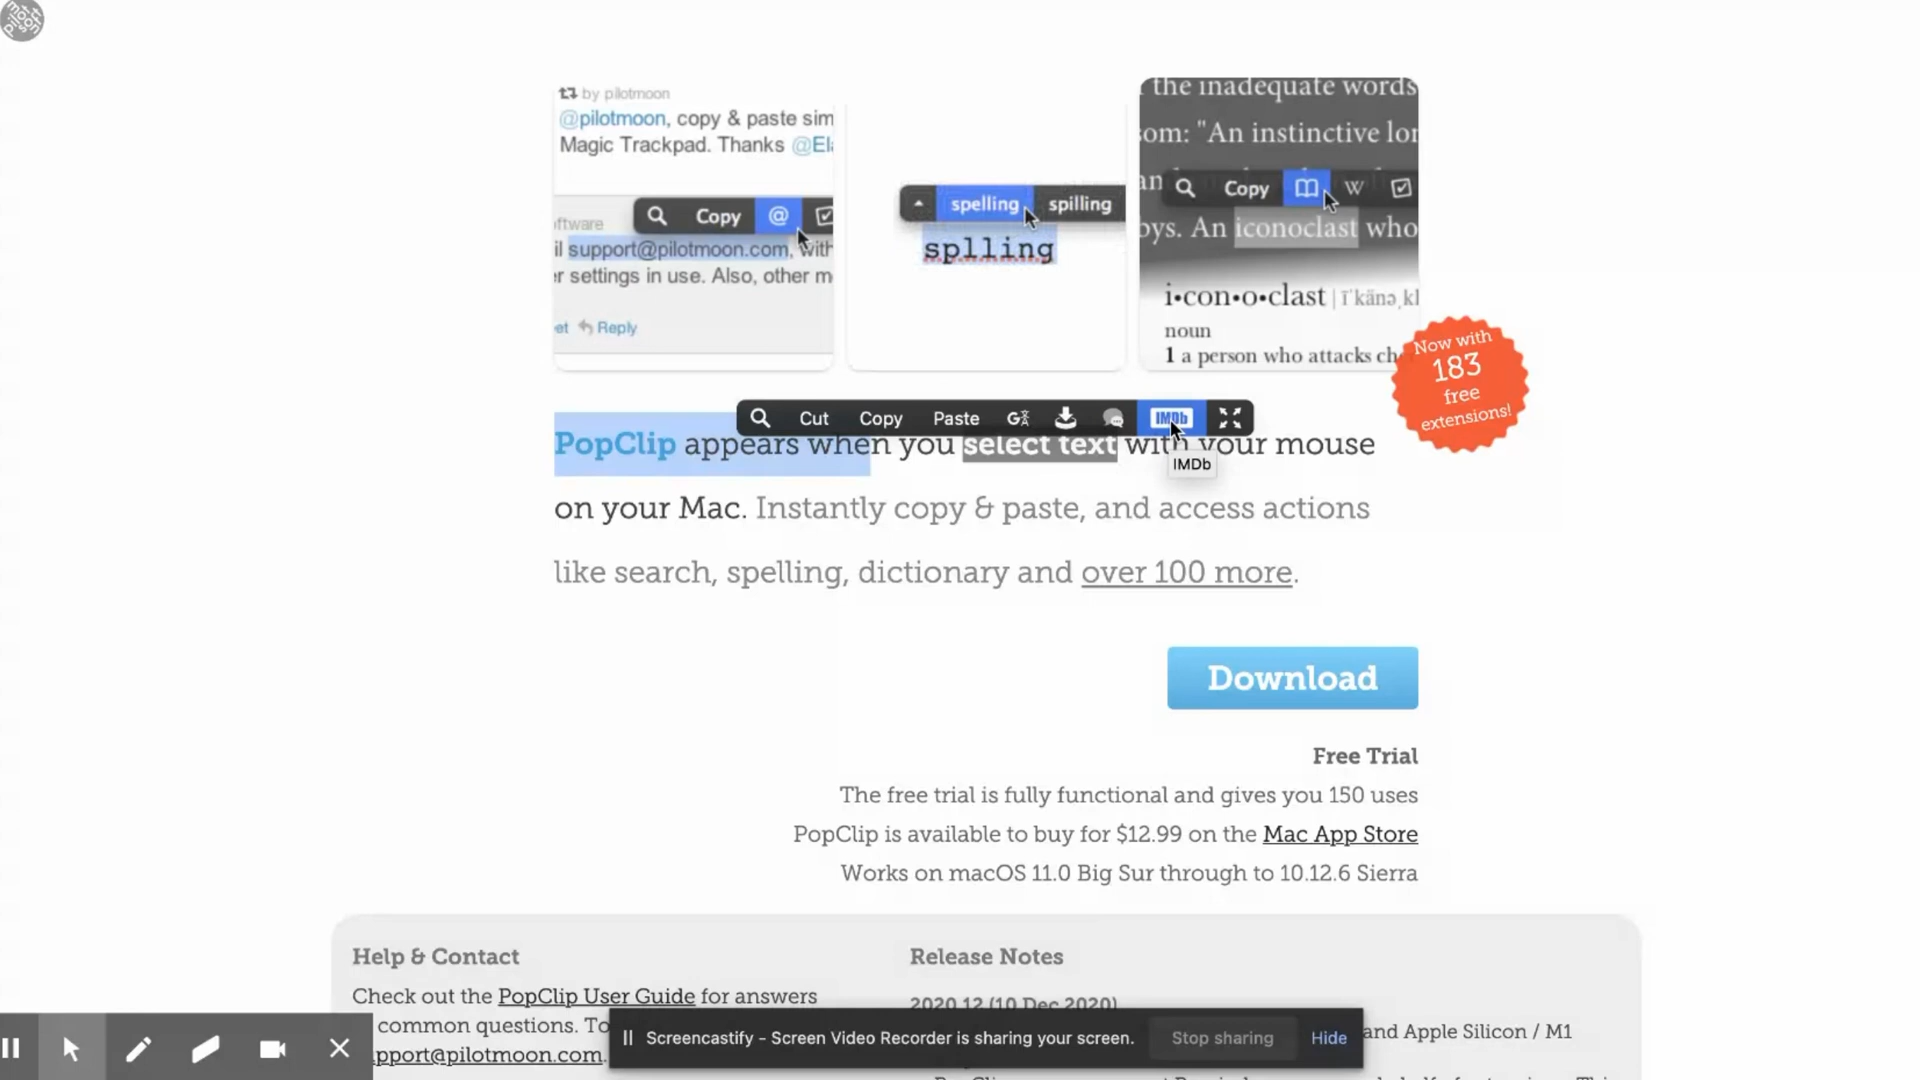 pilotmoon
by pilotmoon
@pilotmoon, copy & paste sim
Magic Trackpad. Thanks @Ela
Copy @
ftware
il support@pilotmoon.com, with
r settings in use. Also, other m
et Reply
spelling spilling
splling
the inadequate words
om: "An instinctive lor
an
Copy W
oys. An iconoclast who
i•con•o•clast
noun
1 a person who attacks ch
Now with
183
free
extensions!
Cut Copy Paste IMDb
PopClip appears when you select text with your mouse
IMDb
on your Mac. Instantly copy & paste, and access actions
like search, spelling, dictionary and over 100 more.
Download
Free Trial
The free trial is fully functional and gives you 150 uses
PopClip is available to buy for $12.99 on the Mac App Store
Works on macOS 11.0 Big Sur through to 10.12.6 Sierra
Help & Contact
Check out the PopClip User Guide for answers
common questions. To
upport@pilotmoon.com.
Release Notes
2020.12 (10 Dec 2020)
and Apple Silicon / M1
Screencastify - Screen Video Recorder is sharing your screen. Stop sharing Hide